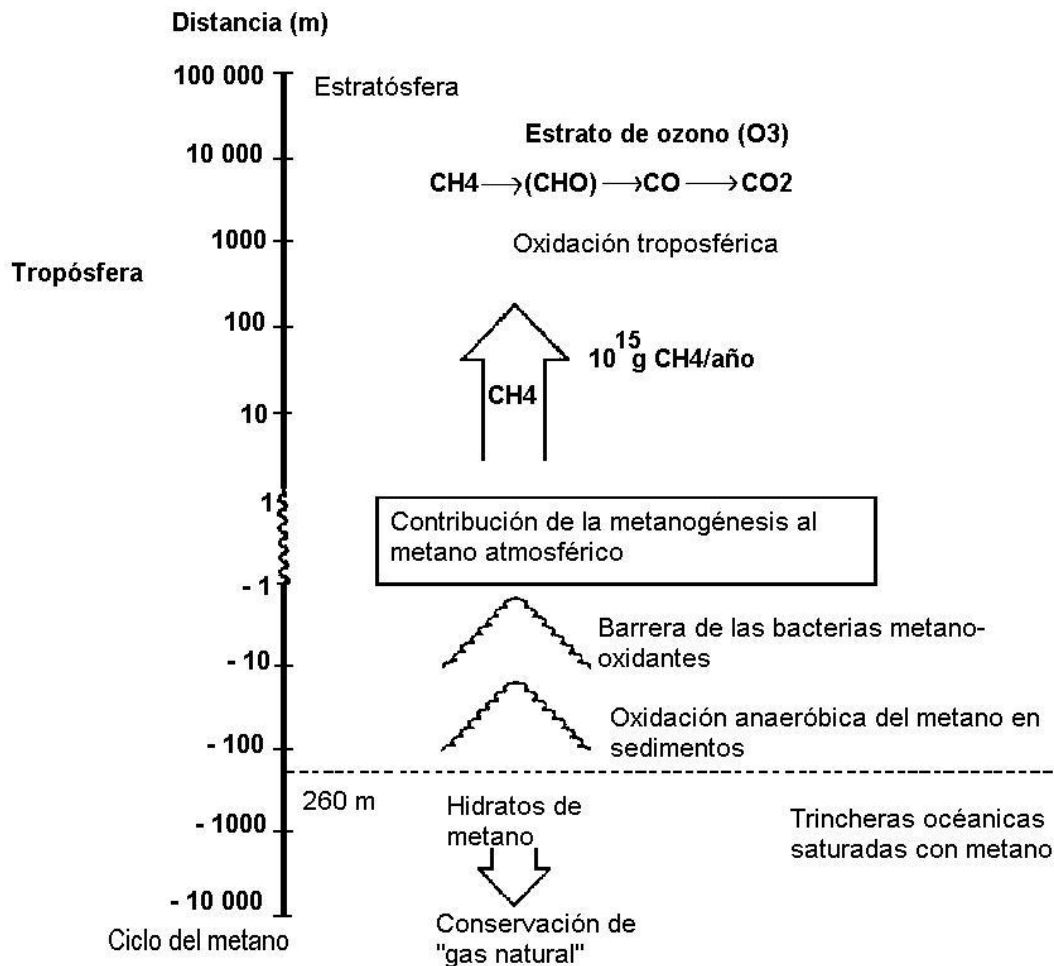 Distancia (m)
100 000
Estratósfera
Estrato de ozono (O3)
10 000
CH4 → (CHO) → CO → CO2
1000
Oxidación troposférica
Tropósfera
100
10^15 g CH4/año
CH4
10
1
Contribución de la metanogénesis al
metano atmosférico
- 1
Barrera de las bacterias metano-
oxidantes
- 10
Oxidación anaeróbica del metano en
sedimentos
- 100
260 m
Hidratos de
metano
Trincheras océanicas
saturadas con metano
- 1000
- 10 000
Conservación de
"gas natural"
Ciclo del metano